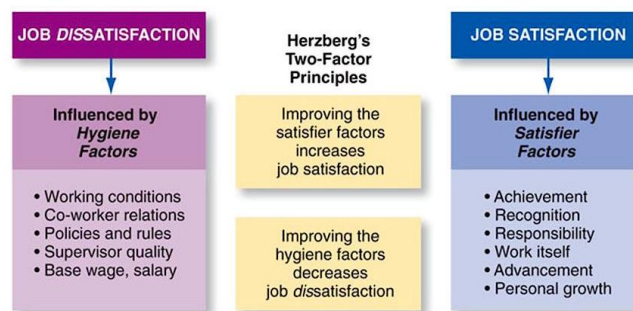 JOB DISSATISFACTION
Influenced by
Hygiene
Factors
• Working conditions
• Co-worker relations
• Policies and rules
• Supervisor quality
• Base wage, salary
Herzberg's
Two-Factor
Principles
Improving the
satisfier factors
increases
job satisfaction
Improving the
hygiene factors
decreases
job dissatisfaction
JOB SATISFACTION
Influenced by
Satisfier
Factors
• Achievement
• Recognition
• Responsibility
• Work itself
• Advancement
• Personal growth